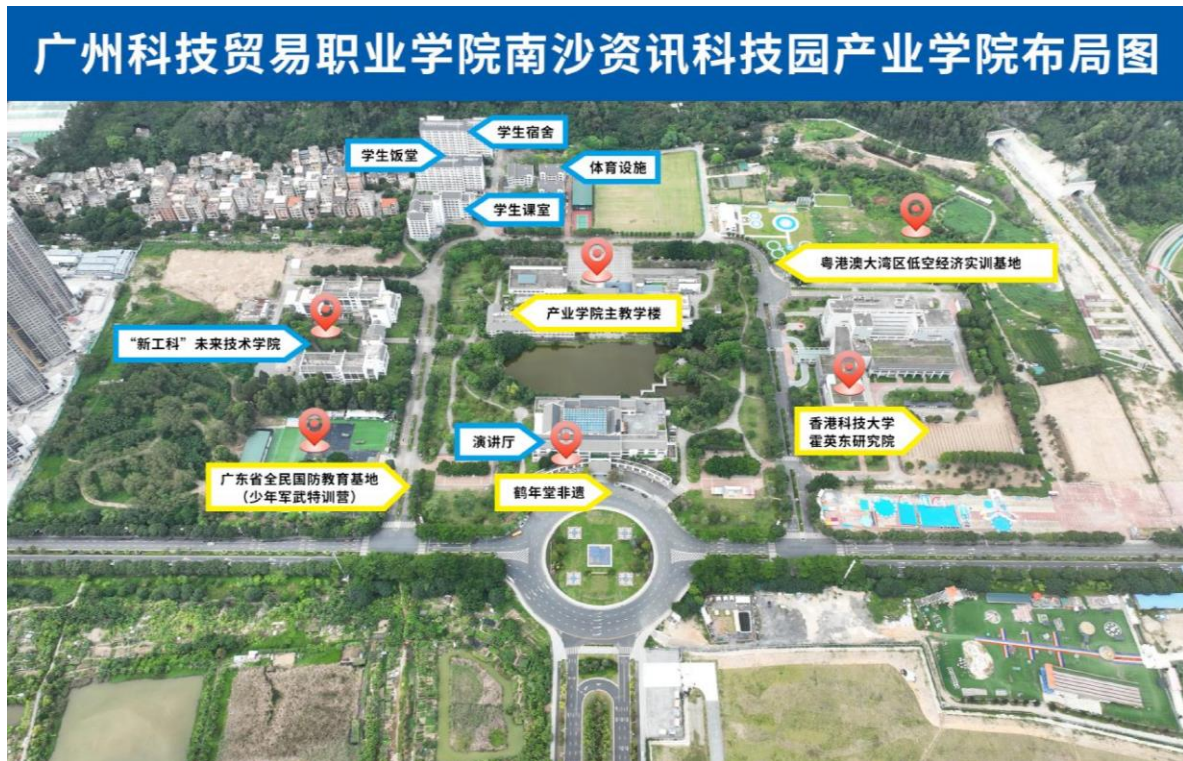 广州科技贸易职业学院南沙资讯科技园产业学院布局图
学生宿舍
学生饭堂
体育设施
学生课室
粤港澳大湾区低空经济实训基地
产业学院主教学楼
“新工科”未来技术学院
香港科技大学
霍英东研究院
演讲厅
广东省全民国防教育基地
（少年军武特训营）
鹤年堂非遗